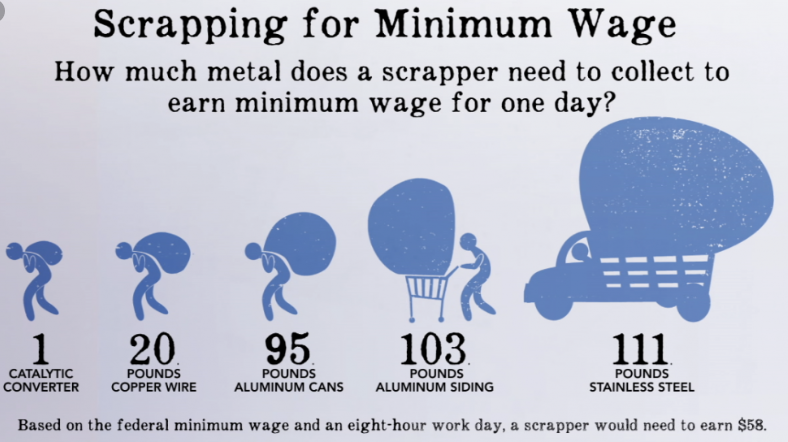 Scrapping for Minimum Wage
How much metal does a scrapper need to collect to
earn minimum wage for one day?
1
CATALYTIC
CONVERTER
20
POUNDS
COPPER WIRE
95
POUNDS
ALUMINUM CANS
103
POUNDS
ALUMINUM SIDING
111
POUNDS
STAINLESS STEEL
Based on the federal minimum wage and an eight-hour work day, a scrapper would need to earn $58.